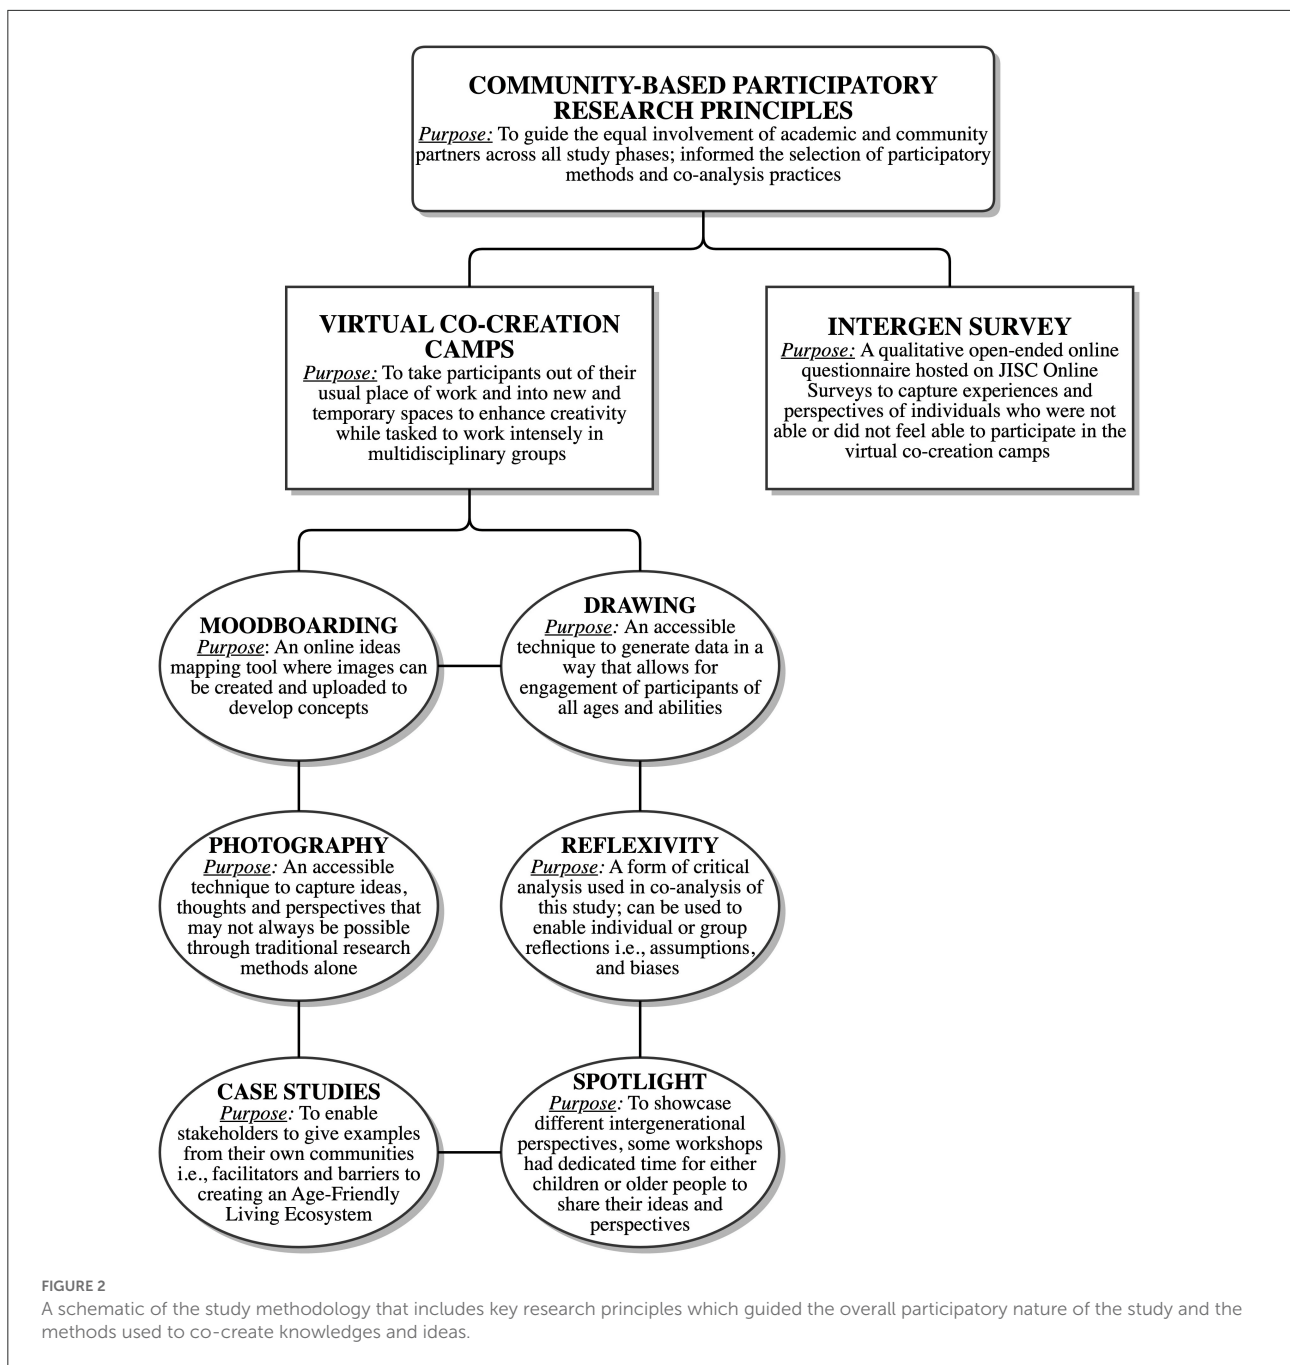 COMMUNITY-BASED PARTICIPATORY
RESEARCH PRINCIPLES
Purpose: To guide the equal involvement of academic and community
partners across all study phases; informed the selection of participatory
methods and co-analysis practices
VIRTUAL CO-CREATION
CAMPS
Purpose: To take participants out of their
usual place of work and into new and
temporary spaces to enhance creativity
while tasked to work intensely in
multidisciplinary groups
INTERGEN SURVEY
Purpose: A qualitative open-ended online
questionnaire hosted on JISC Online
Surveys to capture experiences and
perspectives of individuals who were not
able or did not feel able to participate in the
virtual co-creation camps
MOODBOARDING
Purpose: An online ideas
mapping tool where images can
be created and uploaded to
develop concepts
DRAWING
Purpose: An accessible
technique to generate data in a
way that allows for
engagement of participants of
all ages and abilities
PHOTOGRAPHY
Purpose: An accessible
technique to capture ideas,
thoughts and perspectives that
may not always be possible
through traditional research
methods alone
REFLEXIVITY
Purpose: A form of critical
analysis used in co-analysis of
this study; can be used to
enable individual or group
reflections i.e., assumptions,
and biases
CASE STUDIES
Purpose: To enable
stakeholders to give examples
from their own communities
i.e., facilitators and barriers to
creating an Age-Friendly
Living Ecosystem
SPOTLIGHT
Purpose: To showcase
different intergenerational
perspectives, some workshops
had dedicated time for either
children or older people to
share their ideas and
perspectives
FIGURE 2
A schematic of the study methodology that includes key research principles which guided the overall participatory nature of the study and the
methods used to co-create knowledges and ideas.